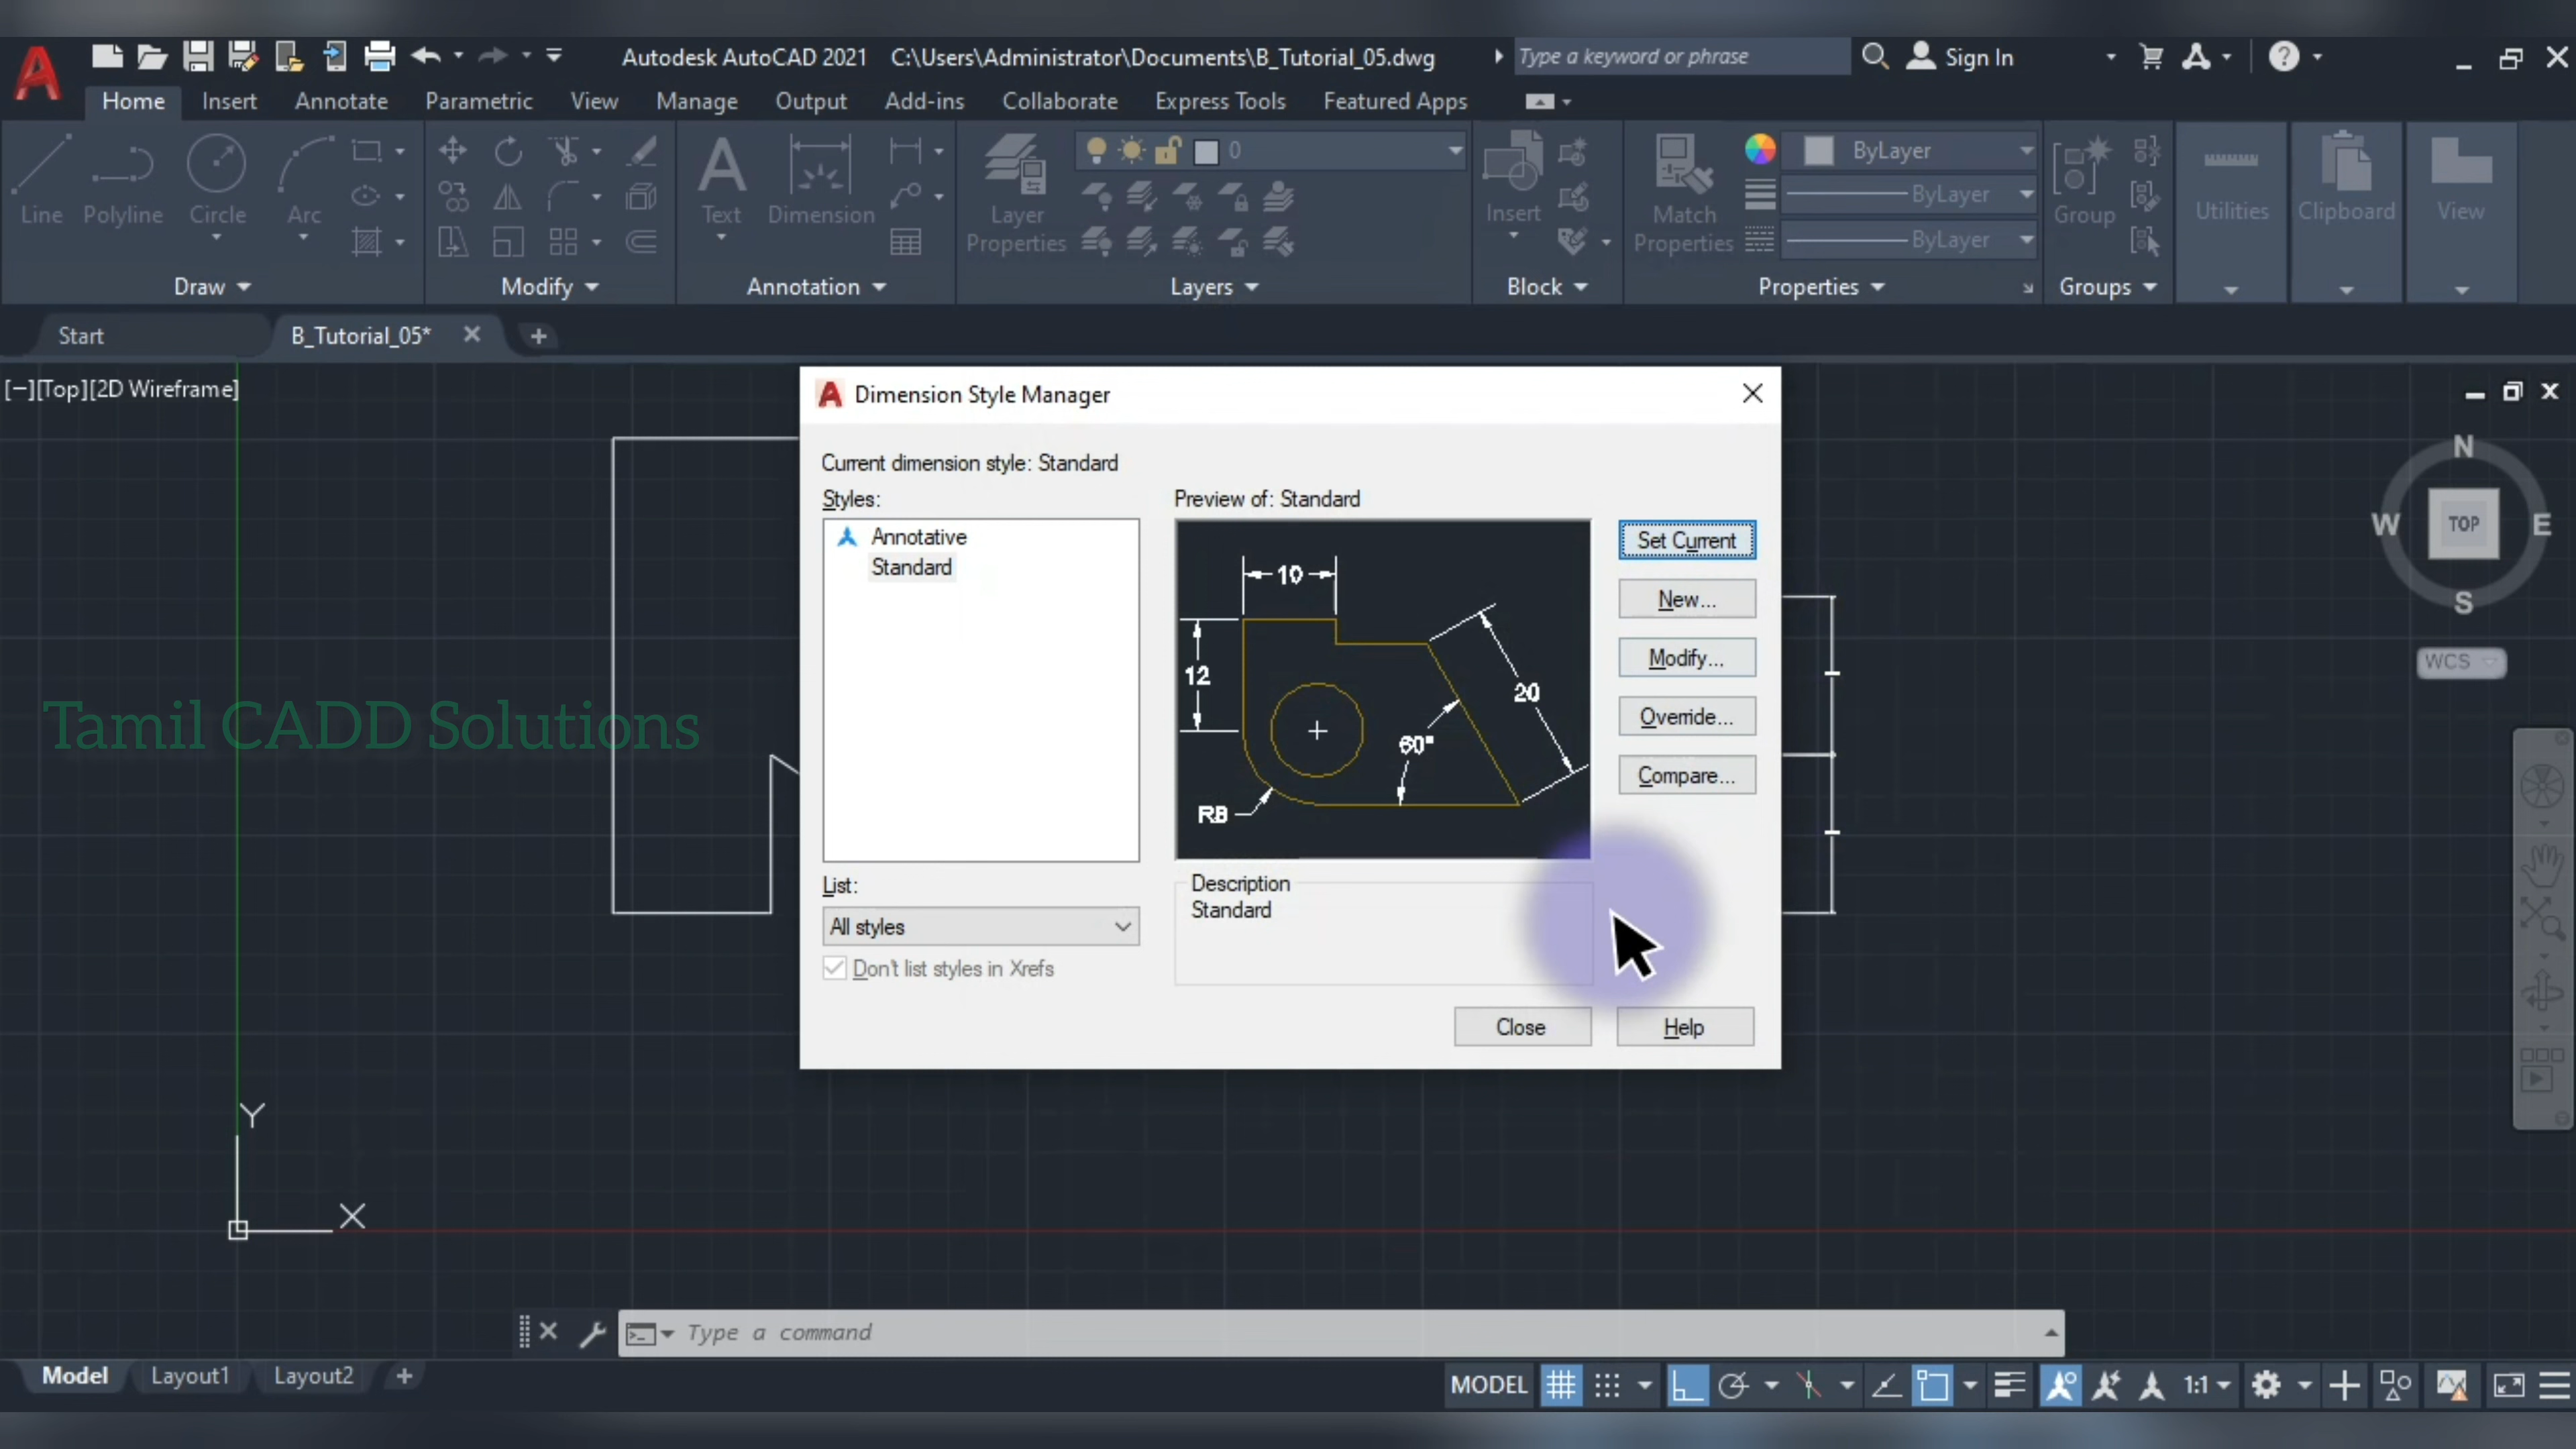 Autodesk AutoCAD 2021 C:\Users\Administrator\Documents\B_Tutorial_05.dwg
Type a keyword or phrase
Sign In
Home Insert Annotate Parametric View Manage Output Add-ins Collaborate Express Tools Featured Apps
Line Polyline Circle Arc
Draw
Modify
Text Dimension
Annotation
Layer
Properties
0
Layers
Insert
Block
Match
Properties
ByLayer
ByLayer
ByLayer
Properties
Group
Groups
Utilities
Clipboard
View
Start
B_Tutorial_05*
[−][Top][2D Wireframe]
Dimension Style Manager
Current dimension style: Standard
Styles:
Annotative
Standard
Preview of: Standard
10
12
20
60°
R8
Set Current
New...
Modify...
Override...
Compare...
List:
All styles
Don't list styles in Xrefs
Description
Standard
Close
Help
N
W
TOP
E
S
WCS
Tamil CADD Solutions
Y
X
Type a command
Model Layout1 Layout2
MODEL
1:1